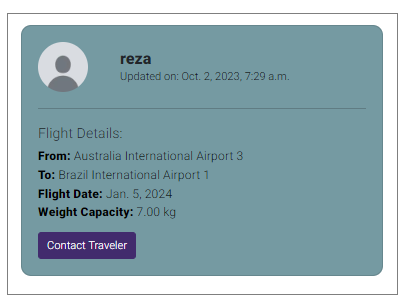 reza
Updated on: Oct. 2, 2023, 7:29 a.m.
Flight Details:
From: Australia International Airport 3
To: Brazil International Airport 1
Flight Date: Jan. 5, 2024
Weight Capacity: 7.00 kg
Contact Traveler